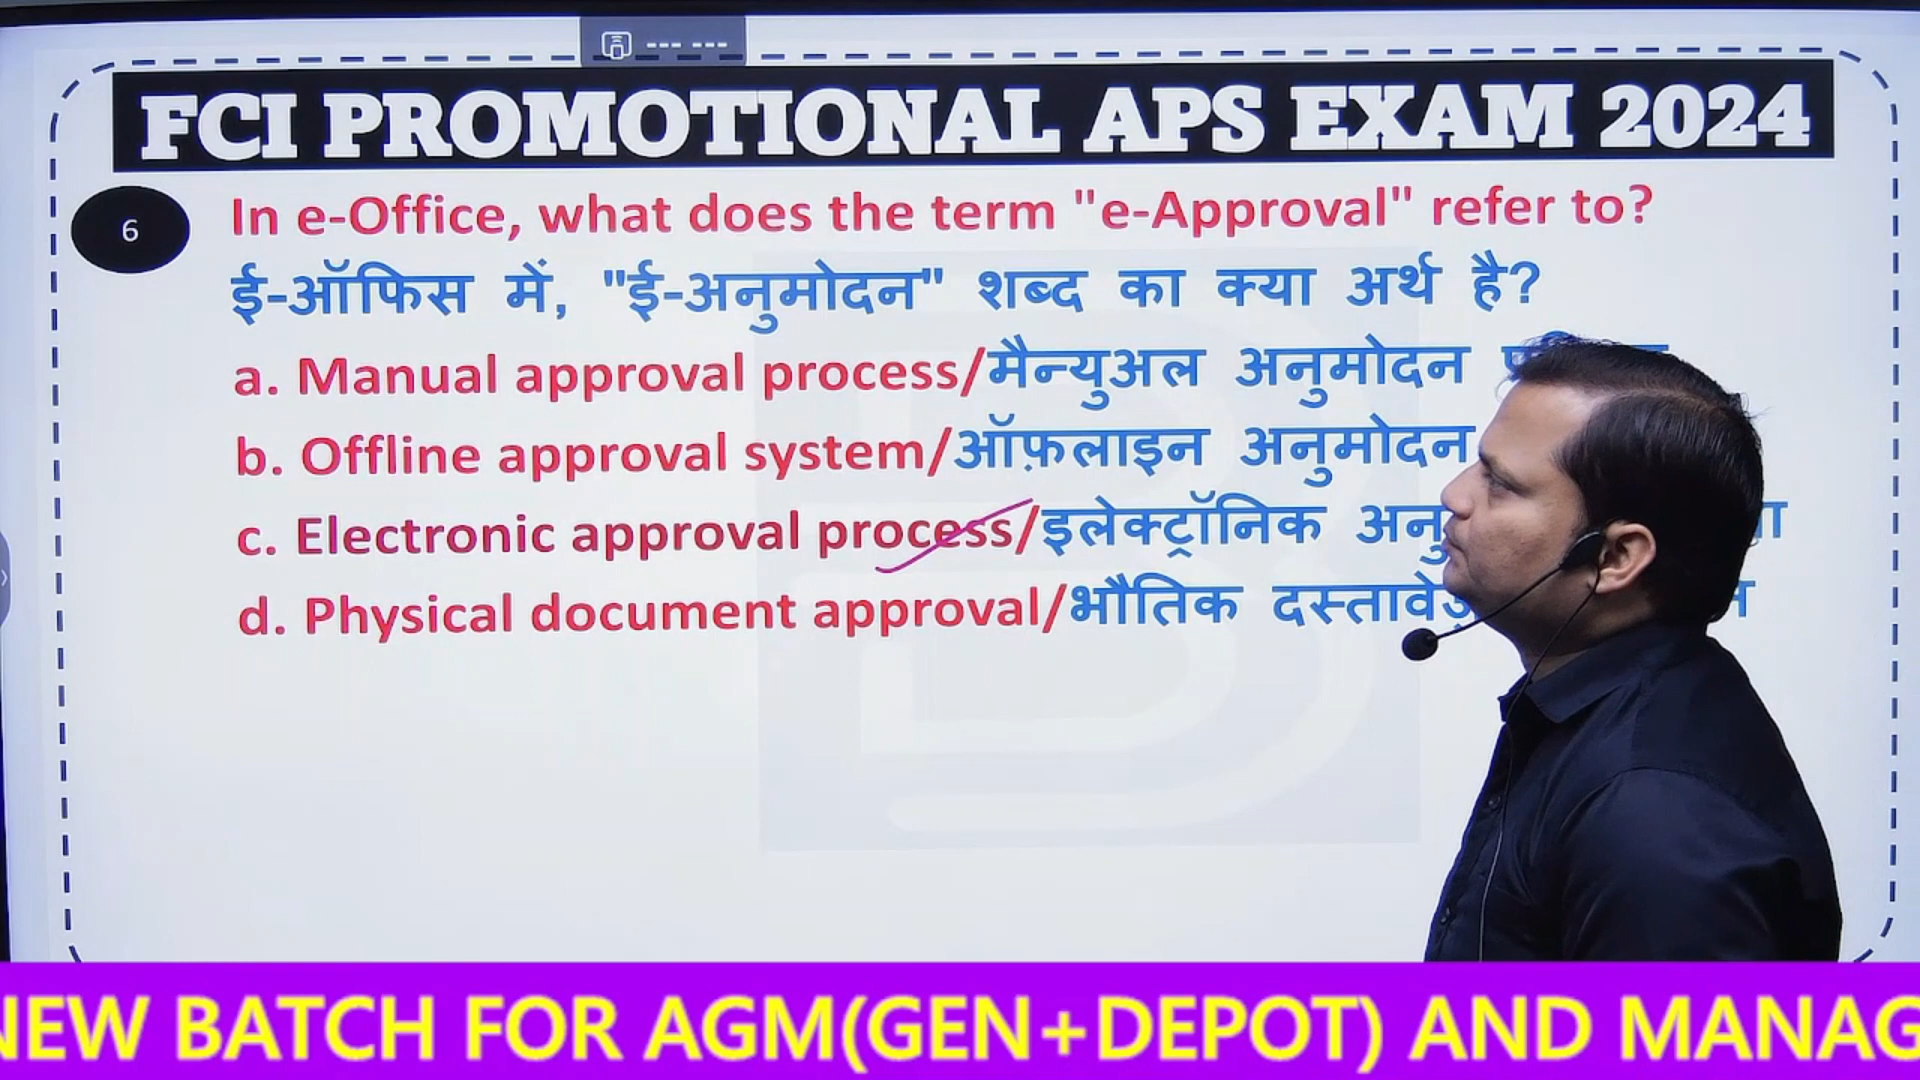 FCI PROMOTIONAL APS EXAM 2024
6
In e-Office, what does the term "e-Approval" refer to?
ई-ऑफिस में, "ई-अनुमोदन" शब्द का क्या अर्थ है?
a. Manual approval process/मैन्युअल अनुमोदन
b. Offline approval system/ऑफ़लाइन अनुमोदन
c. Electronic approval process/इलेक्ट्रॉनिक
d. Physical document approval/भौतिक
NEW BATCH FOR AGM(GEN+DEPOT) AND MANAG